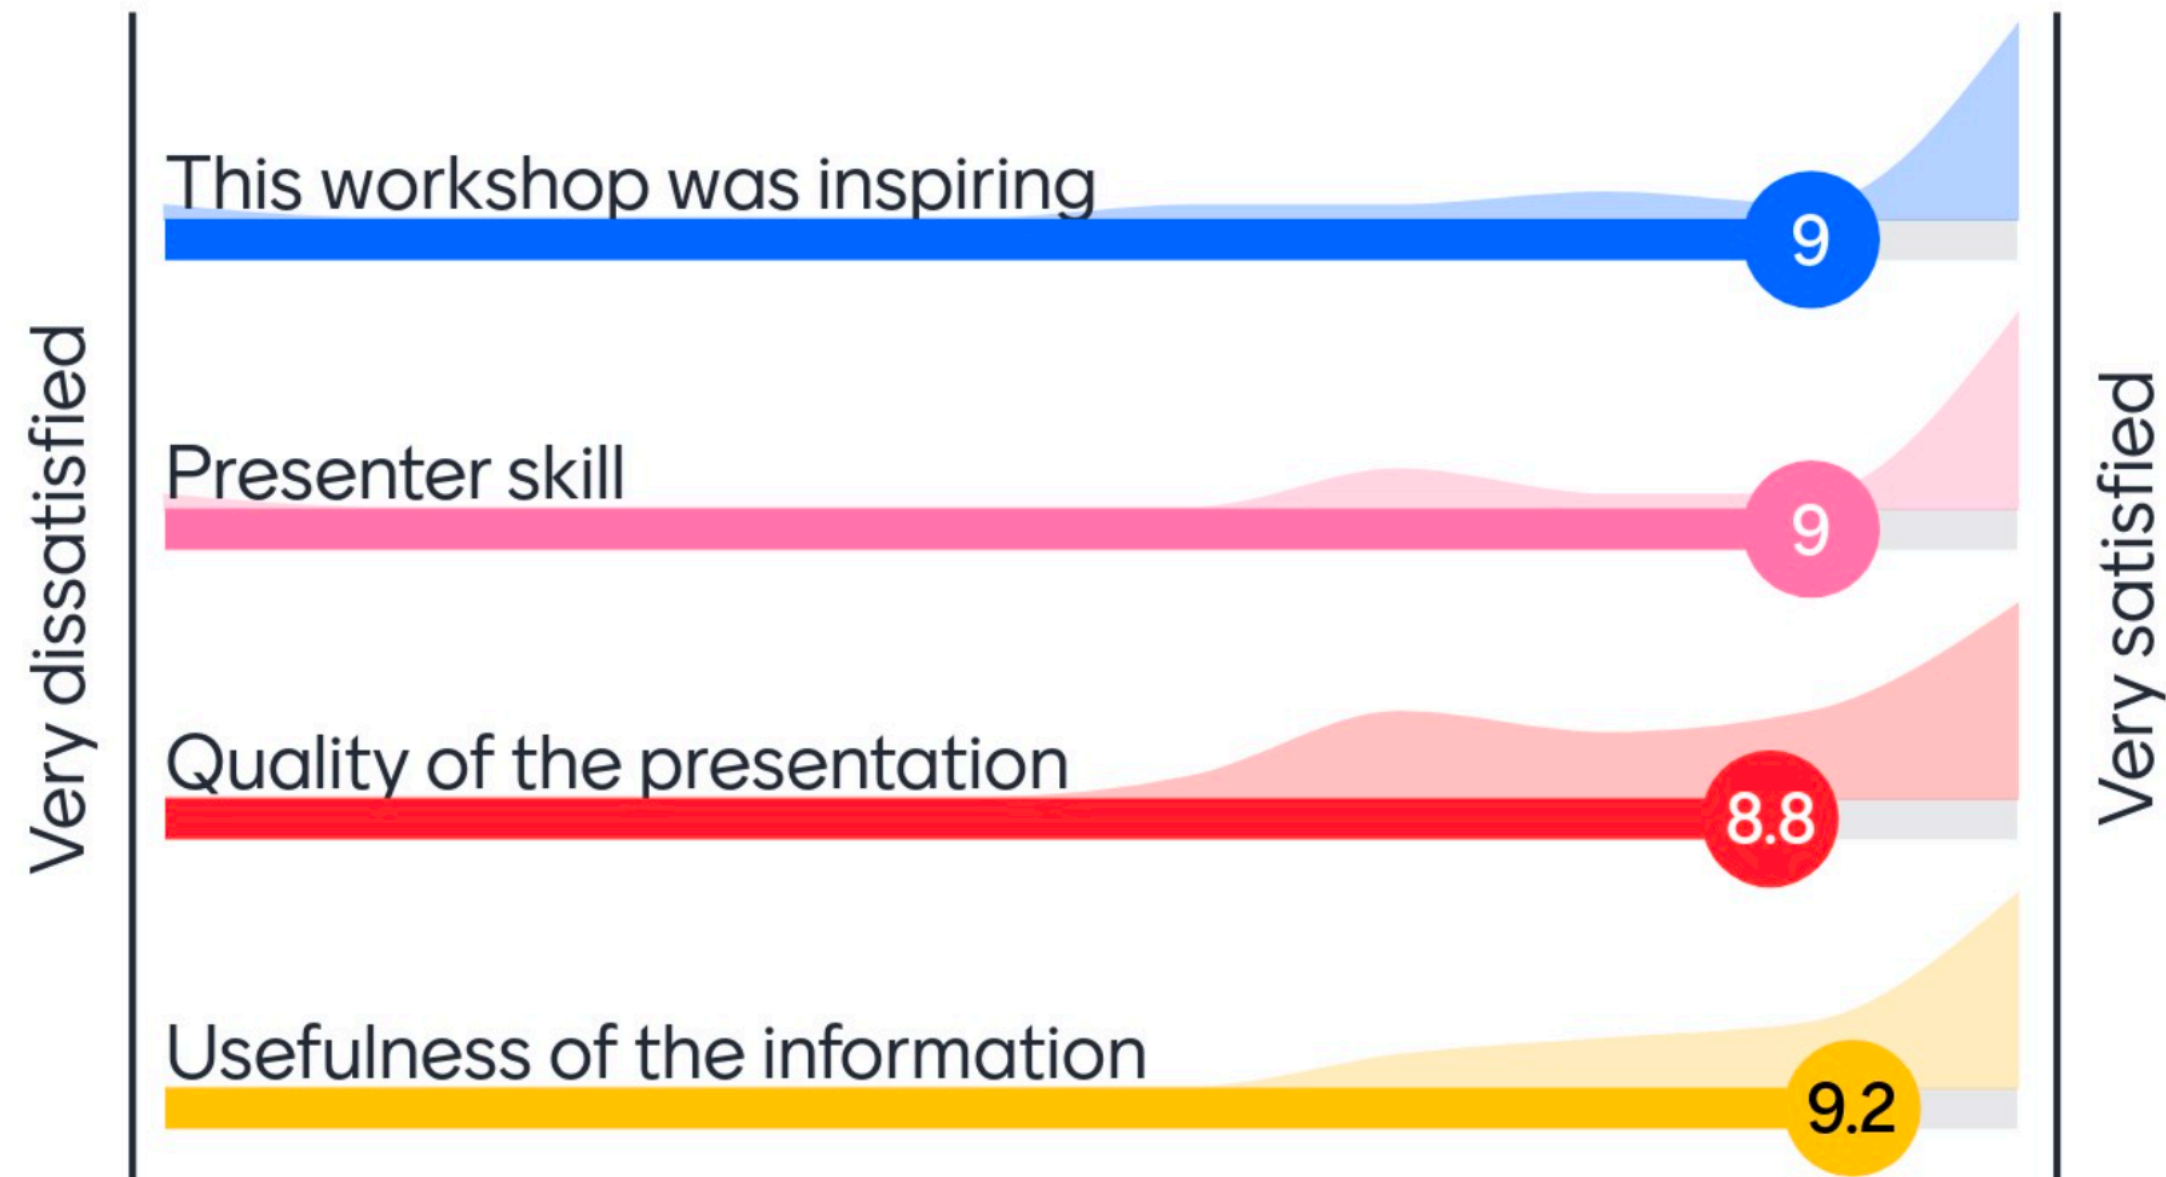 Very dissatisfied
This workshop was inspiring
9
Presenter skill
9
Quality of the presentation
8.8
Usefulness of the information
9.2
Very satisfied